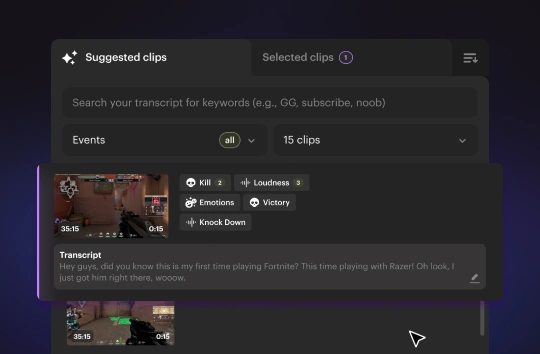 Suggested clips
Selected clips 1
Search your transcript for keywords (e.g., GG, subscribe, noob)
Events all
15 clips
Kill 2
Loudness 3
Emotions
Victory
Knock Down
35:15 0:15
Transcript
Hey guys, did you know this is my first time playing Fortnite? This time playing with Razer! Oh look, I
just got him right there, wooow.
35:15 0:15